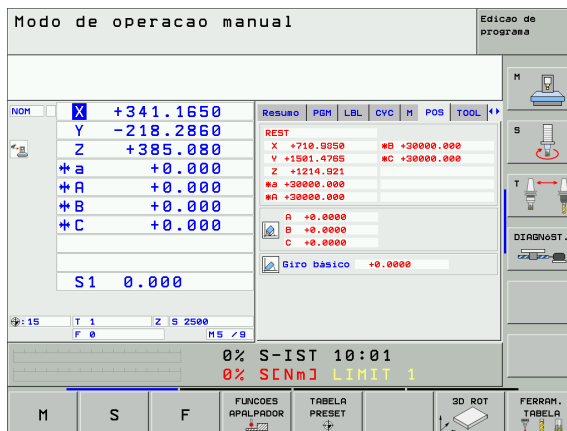 Modo de operacao manual
Edicao de programa
NOM X +341.1650
Y -218.2860
Z +385.080
a +0.000
A +0.000
B +0.000
C +0.000
S1 0.000
:15 T 1 Z S 2500
F 0 M5 /9
Resumo PGM LBL CYC M POS TOOL
REST
X +710.9850 *B +30000.000
Y +1501.4765 *C +30000.000
Z +1214.921
*a +30000.000
*A +30000.000
A +0.0000
B +0.0000
C +0.0000
Giro básico +0.0000
0% S-IST 10:01
0% S[Nm] LIMIT 1
M
S
T
DIAGNóST.
M S F FUNCOES APALPADOR TABELA PRESET 3D ROT FERRAM. TABELA